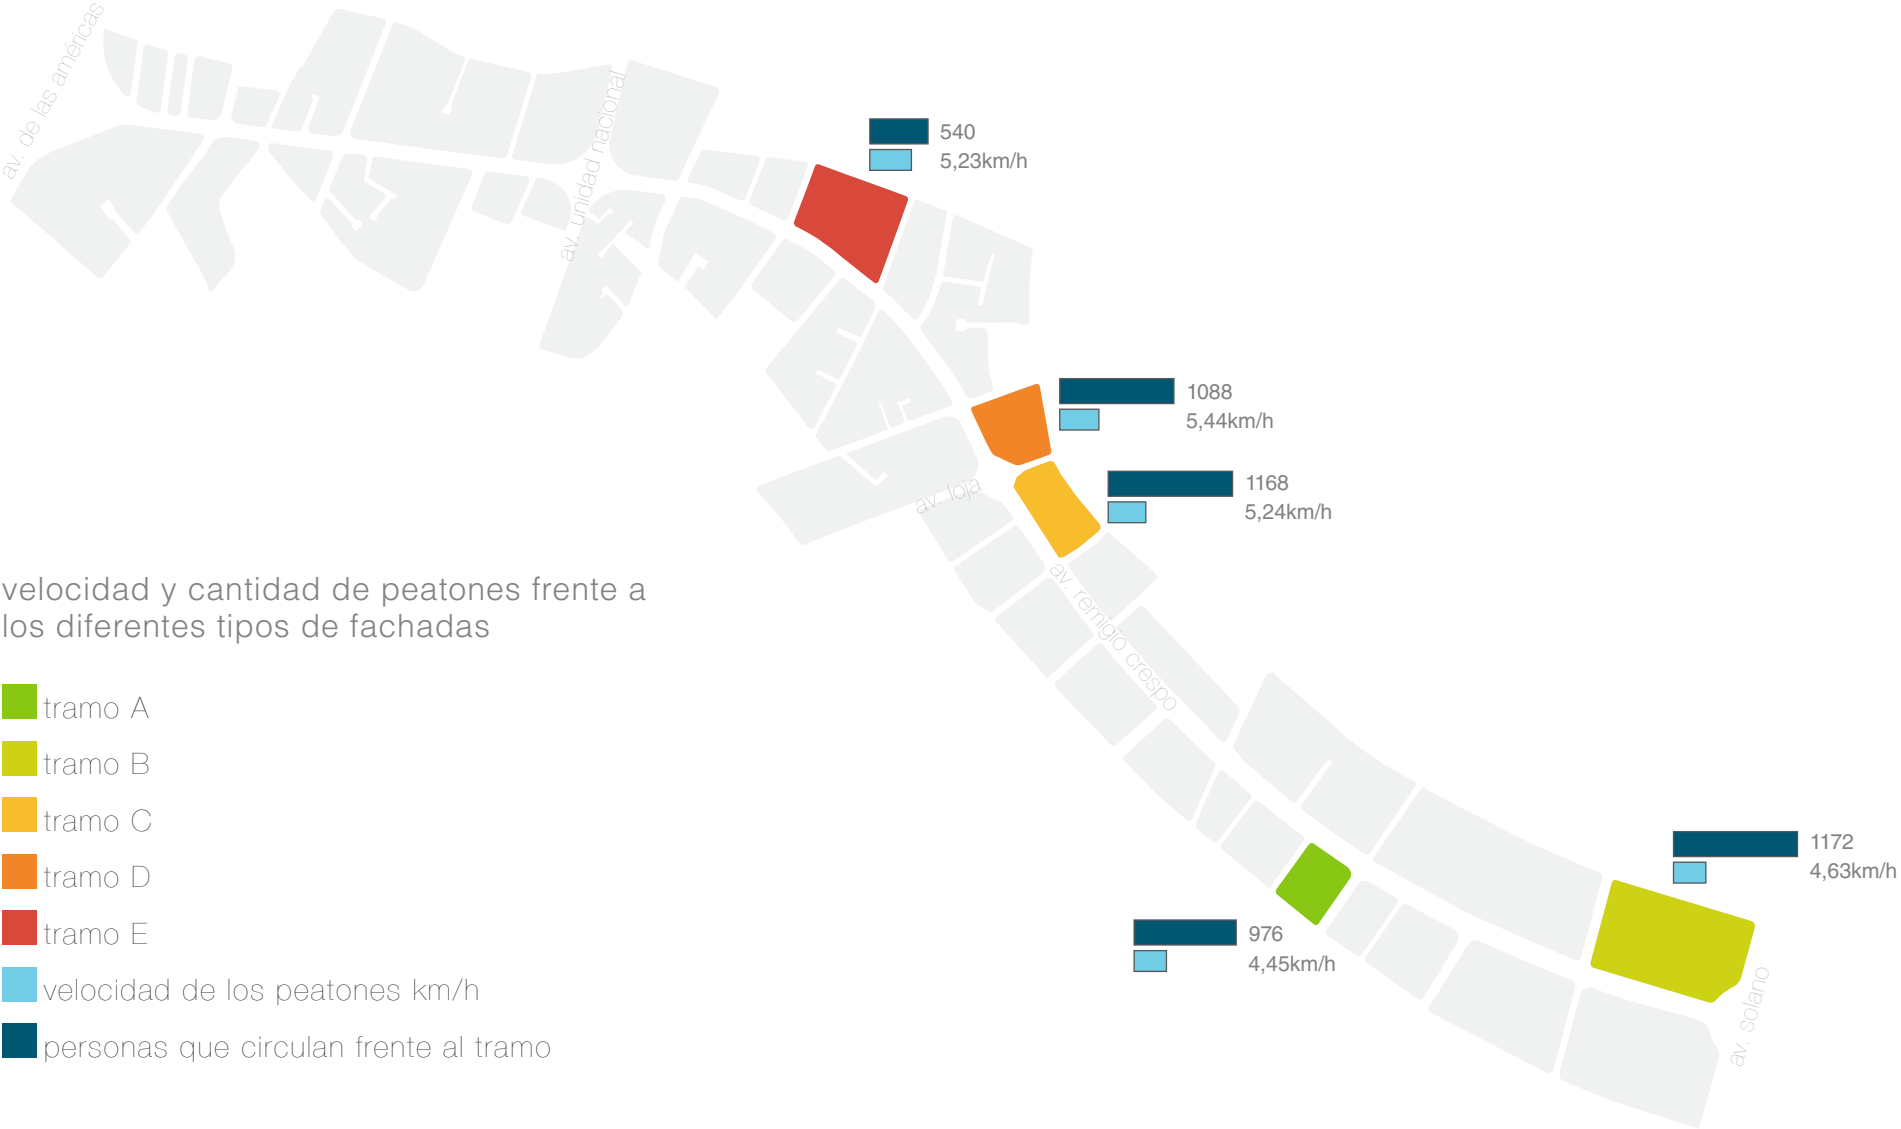 av. de las américas
av. unidad nacional
540
5,23km/h
1088
5,44km/h
1168
5,24km/h
av. loja
av. remigio crespo
velocidad y cantidad de peatones frente a
los diferentes tipos de fachadas
tramo A
tramo B
tramo C
tramo D
tramo E
velocidad de los peatones km/h
personas que circulan frente al tramo
1172
4,63km/h
976
4,45km/h
av. solano